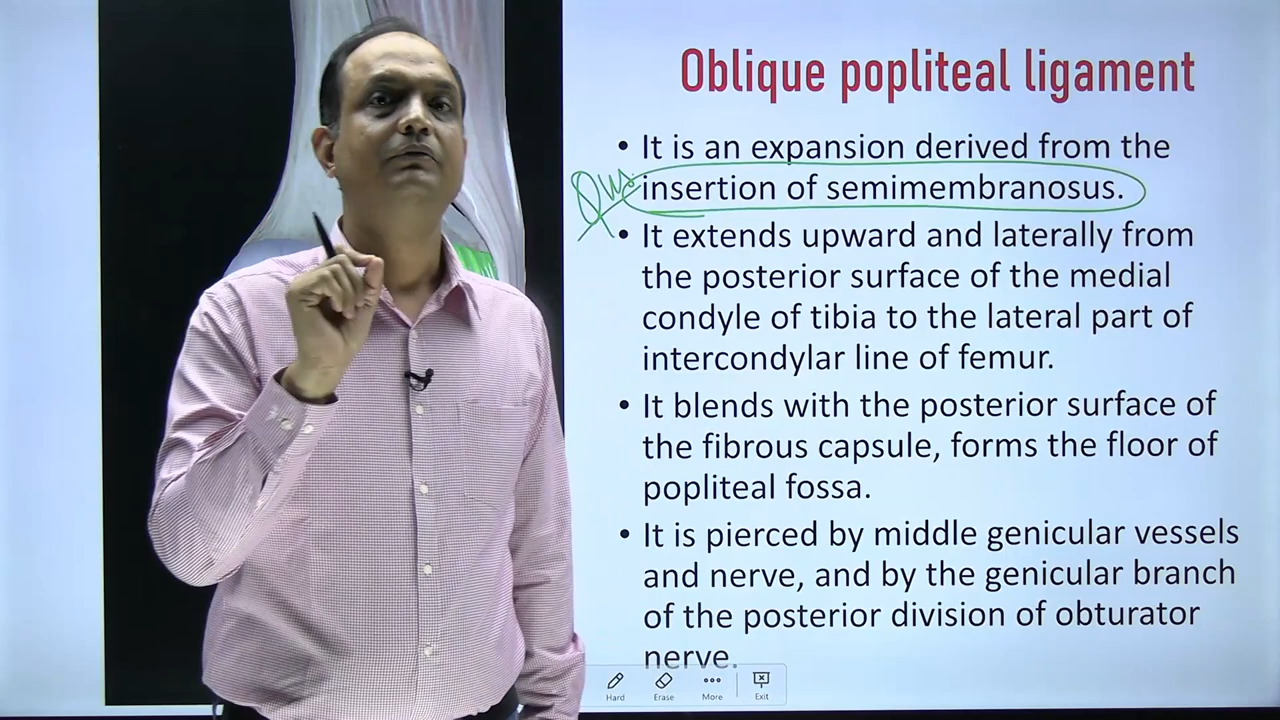 Oblique popliteal ligament
• It is an expansion derived from the
Qus insertion of semimembranosus.
• It extends upward and laterally from
the posterior surface of the medial
condyle of tibia to the lateral part of
intercondylar line of femur.
• It blends with the posterior surface of
the fibrous capsule, forms the floor of
popliteal fossa.
• It is pierced by middle genicular vessels
and nerve, and by the genicular branch
of the posterior division of obturator
nerve.
Hard Erase More Exit